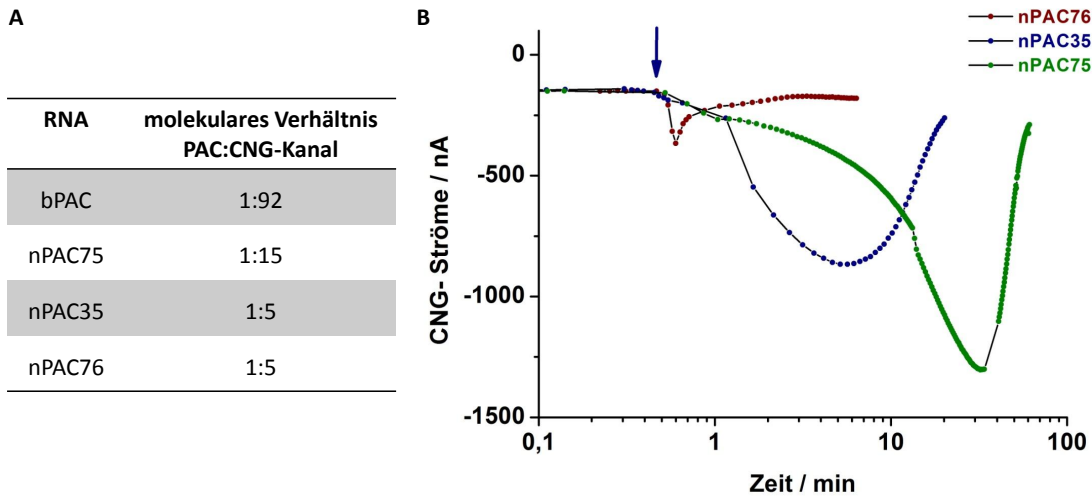 A
RNA molekulares Verhältnis
PAC:CNG-Kanal
bPAC 1:92
nPAC75 1:15
nPAC35 1:5
nPAC76 1:5
B
nPAC76
nPAC35
nPAC75
0
-500
-1000
-1500
CNG- Ströme / nA
0,1 1 10 100
Zeit / min